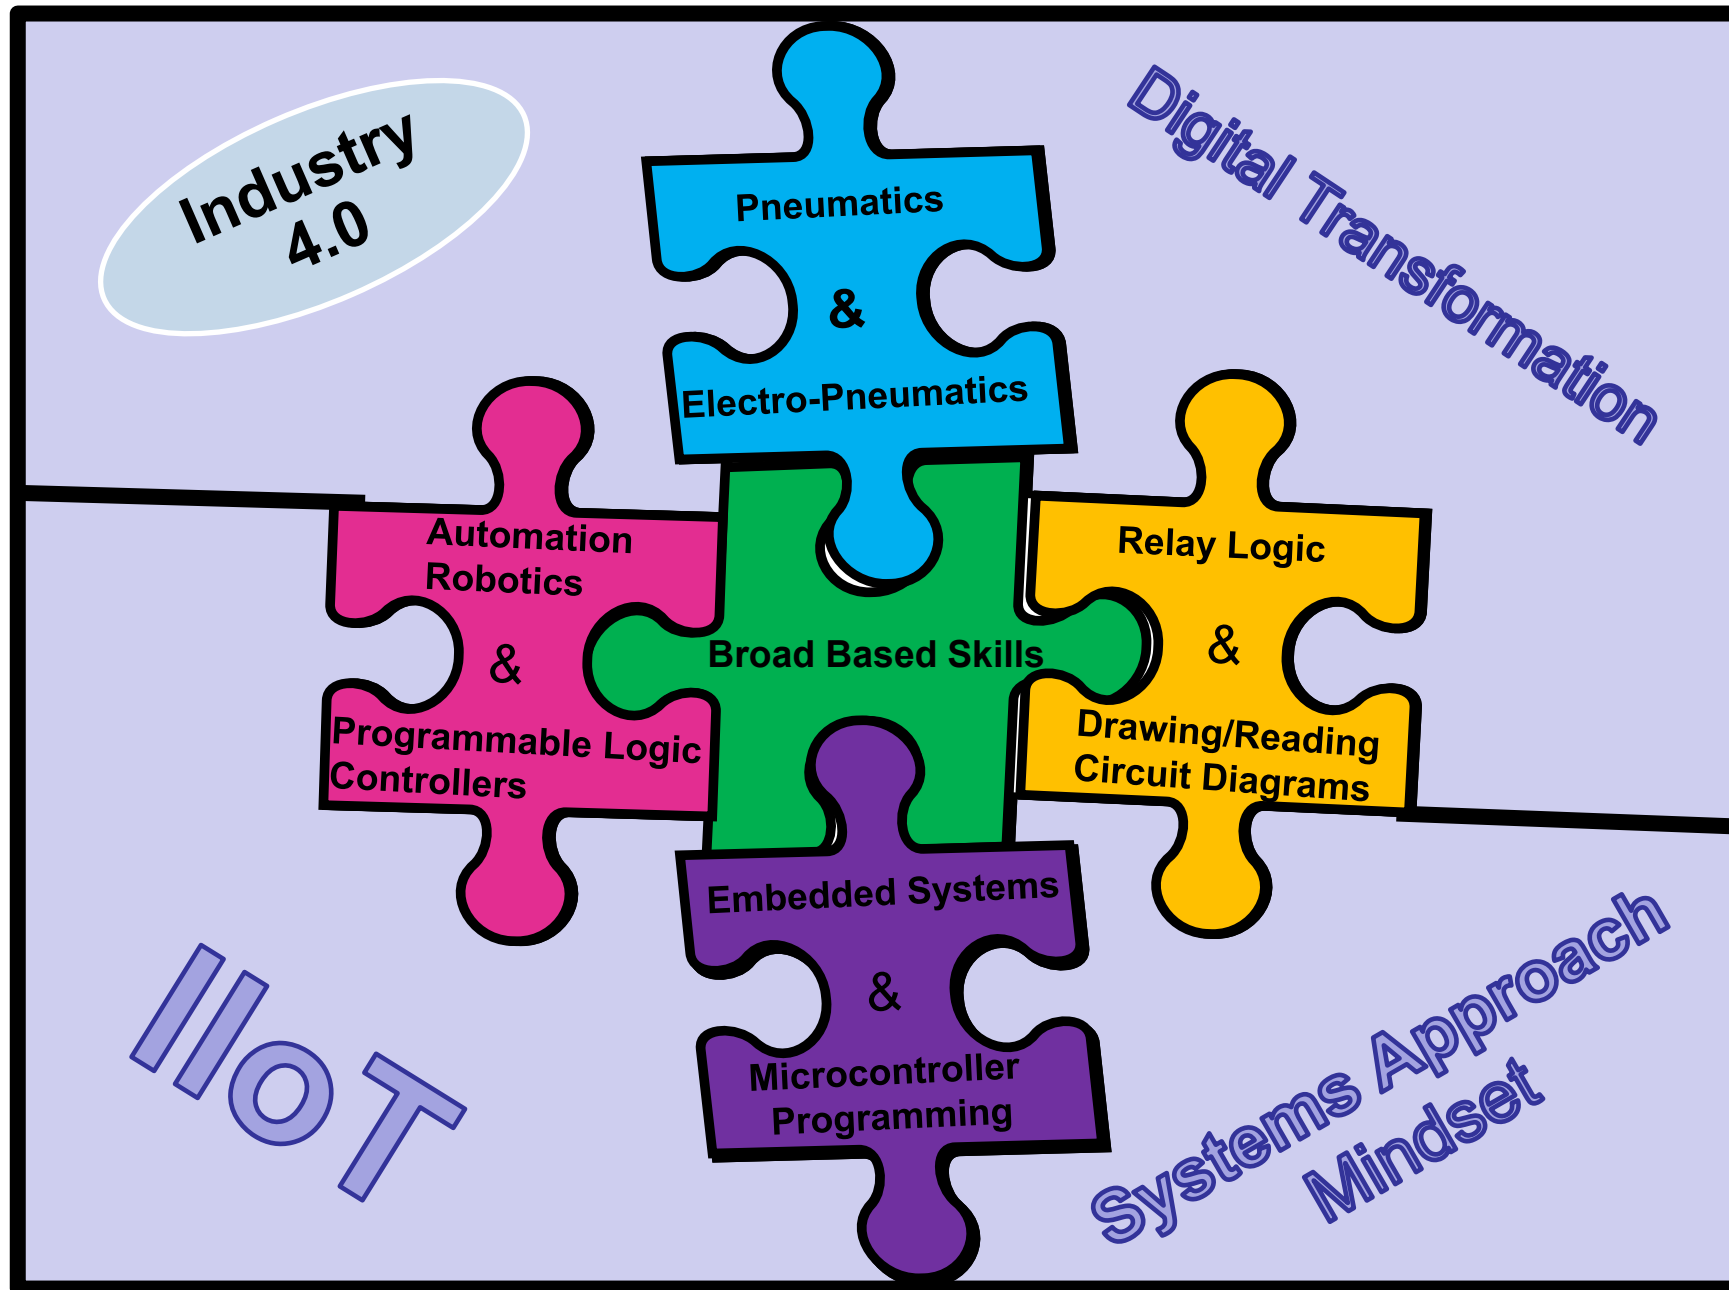 Industry
4.0
Digital Transformation
Pneumatics
&
Electro-Pneumatics
Automation
Robotics
&
Programmable Logic
Controllers
Broad Based Skills
Relay Logic
&
Drawing/Reading
Circuit Diagrams
Embedded Systems
&
Microcontroller
Programming
IIoT
Systems Approach
Mindset